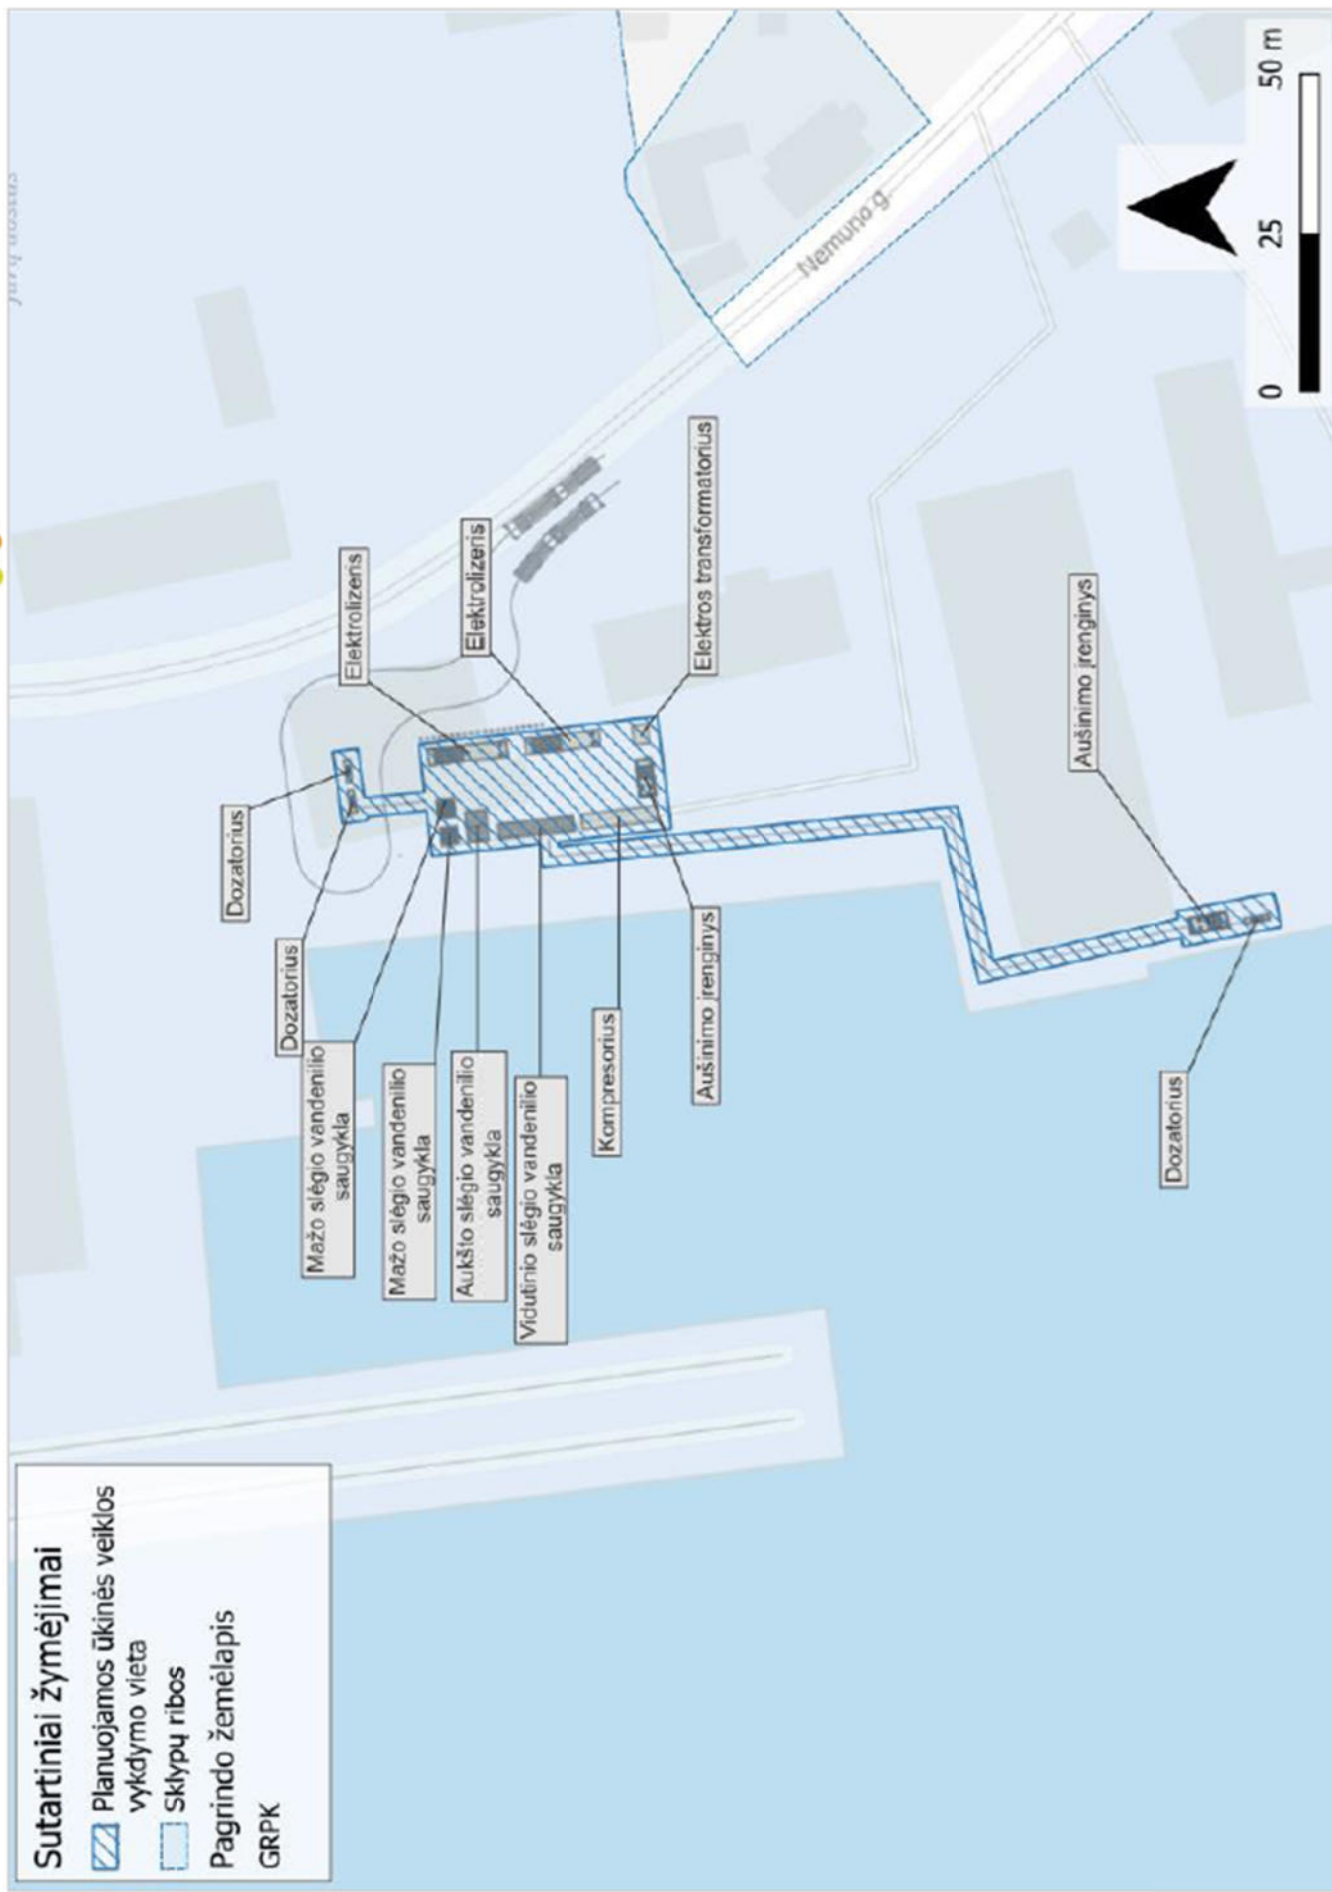 Sutartiniai žymėjimai
Planuojamos ūkinės veiklos
vykdymo vieta
Sklypų ribos
Pagrindo žemėlapis
GRPK
Dozatorius
Dozatorius
Mažo slėgio vandenilio
saugykla
Mažo slėgio vandenilio
saugykla
Aukšto slėgio vandenilio
saugykla
Vidutinio slėgio vandenilio
saugykla
Kompresorius
Aušinimo įrenginys
Dozatorius
Elektrolizeris
Elektrolizeris
Elektros transformatorius
Aušinimo įrenginys
Nemuno g.
0 25 50 m